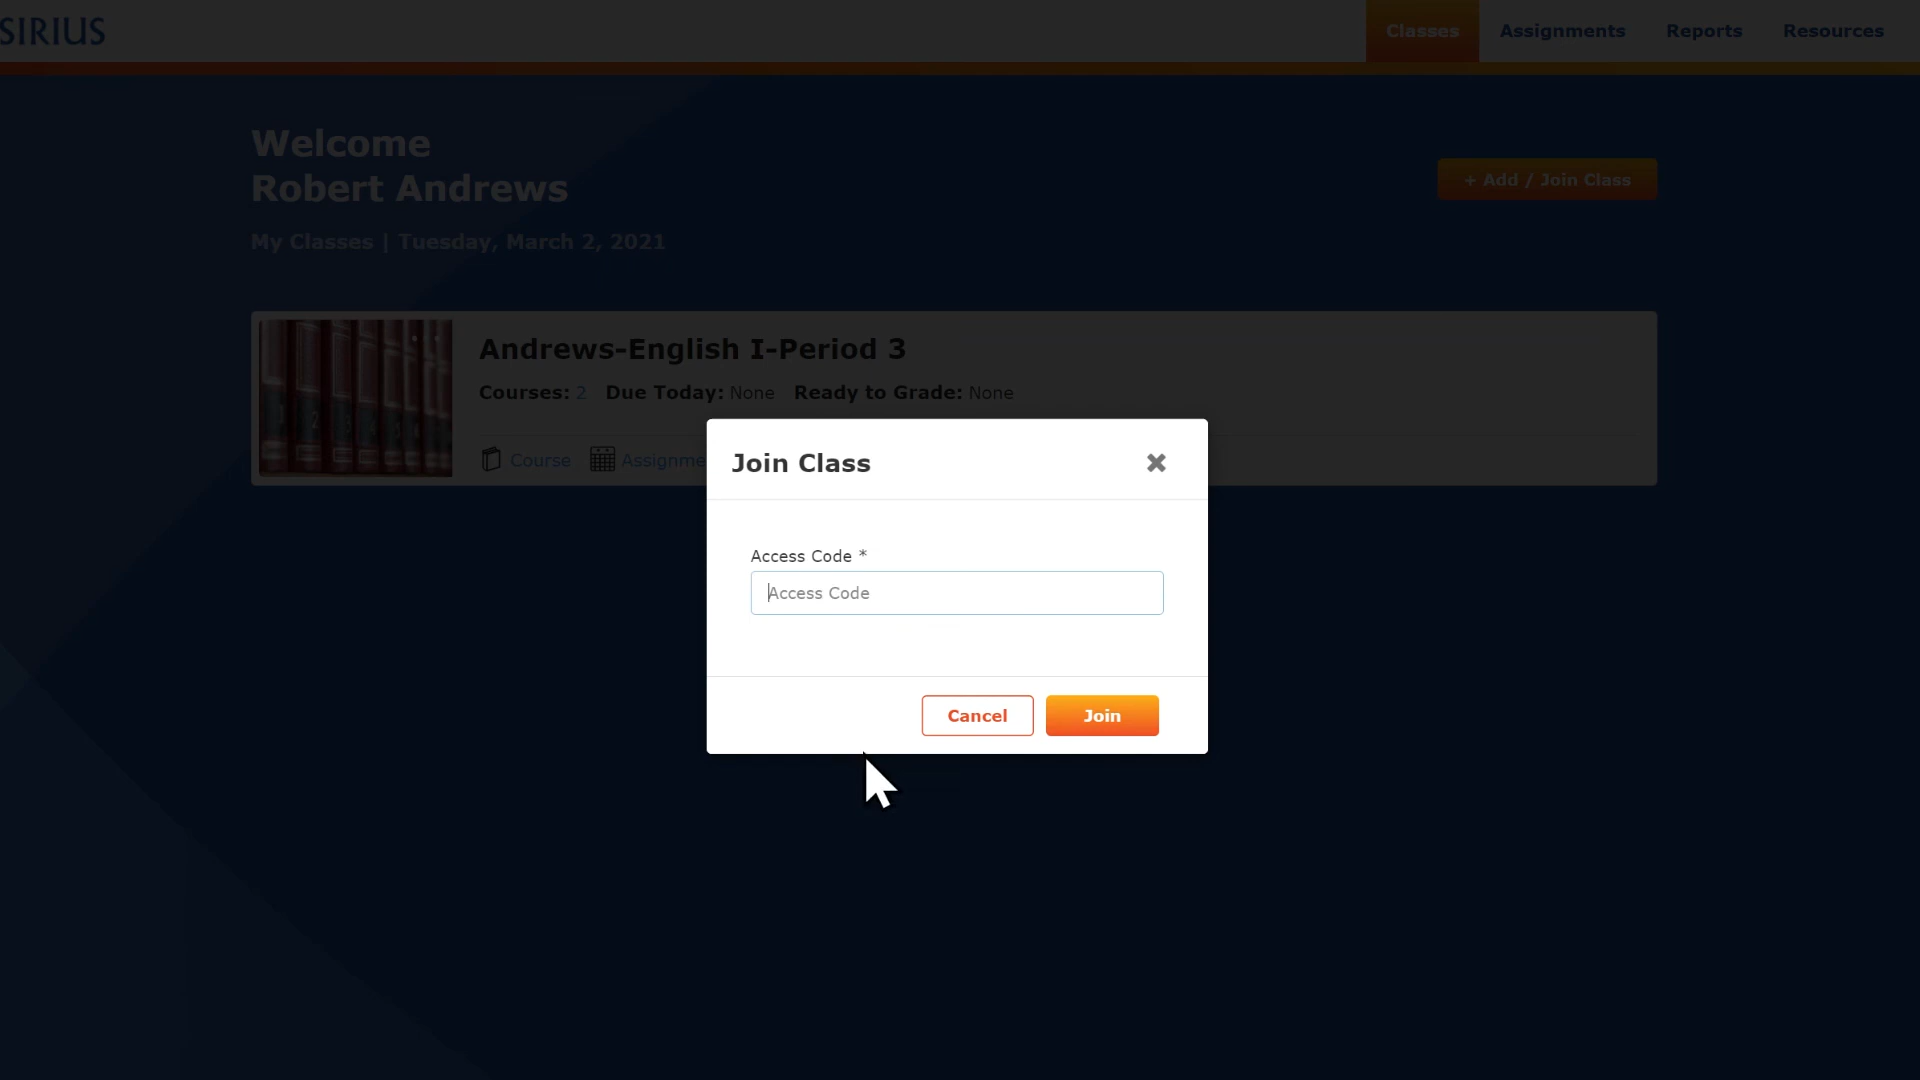 SIRIUS
Classes
Assignments
Reports
Resources
Welcome
Robert Andrews
My Classes | Tuesday, March 2, 2021
+ Add / Join Class
Andrews-English I-Period 3
Courses: 2 Due Today: None Ready to Grade: None
Course
Assignme
Join Class
Access Code *
Access Code
Cancel
Join